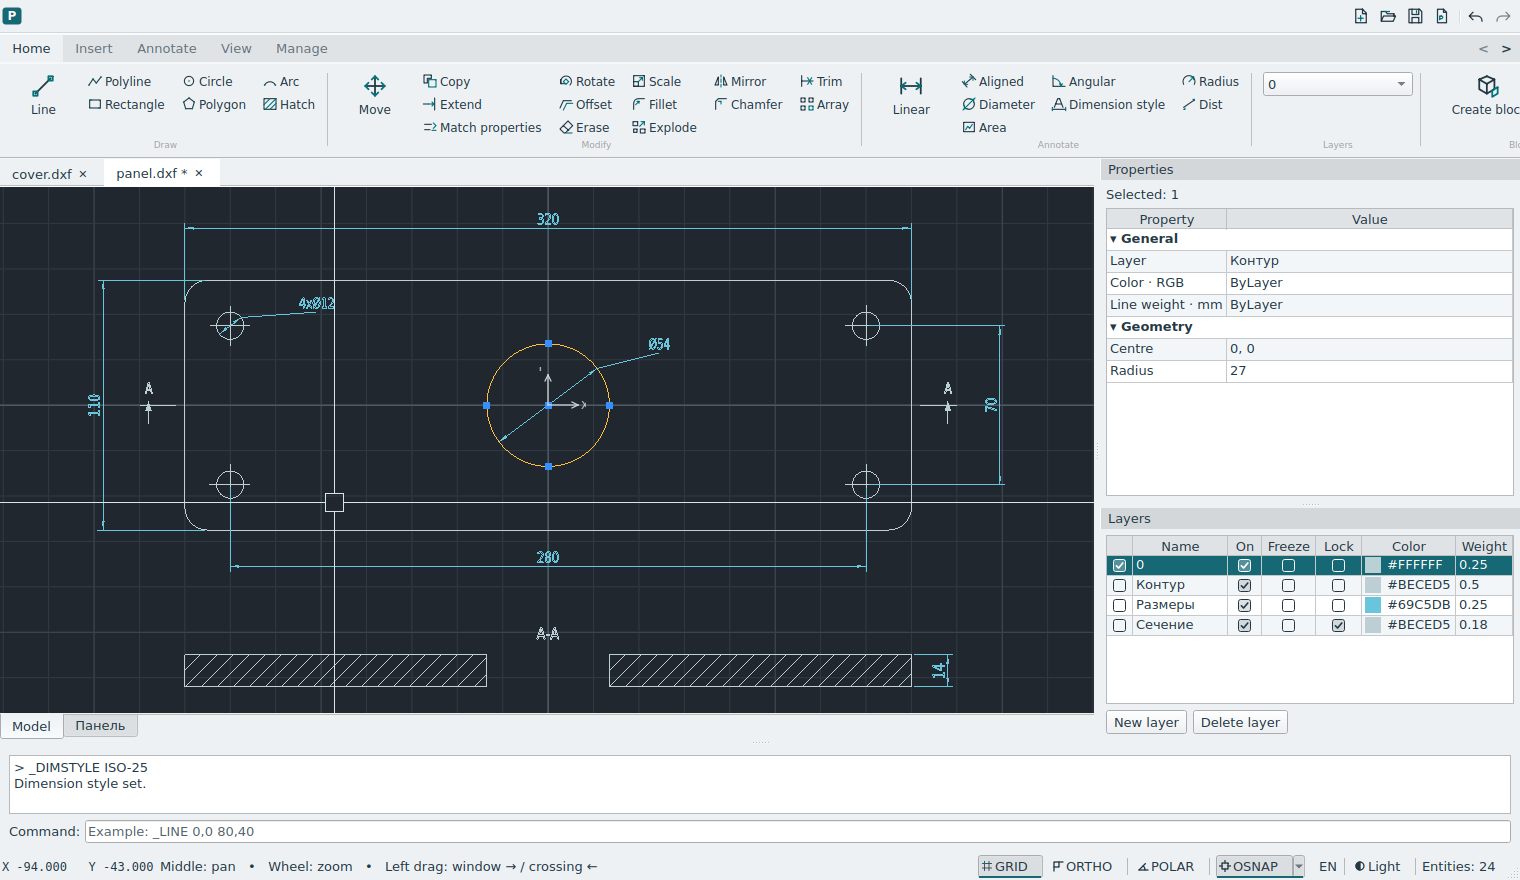 P
Home Insert Annotate View Manage < >
Line Polyline Circle Arc Move Copy Rotate Scale Mirror Trim Linear Aligned Angular Radius 0 Create bloc
Rectangle Polygon Hatch Extend Offset Fillet Chamfer Array Diameter Dimension style Dist
Match properties Erase Explode Area
Draw Modify Annotate Layers Blo
cover.dxf × panel.dxf * ×
320
4xØ12
Ø54
A A
110 70
X
280
A-A
14
Model Панель
Properties
Selected: 1
Property Value
▾ General
Layer Контур
Color · RGB ByLayer
Line weight · mm ByLayer
▾ Geometry
Centre 0, 0
Radius 27
Layers
Name On Freeze Lock Color Weight
0 #FFFFFF 0.25
Контур #BECED5 0.5
Размеры #69C5DB 0.25
Сечение #BECED5 0.18
New layer Delete layer
> _DIMSTYLE ISO-25
Dimension style set.
Command: Example: _LINE 0,0 80,40
X -94.000 Y -43.000 Middle: pan • Wheel: zoom • Left drag: window → / crossing ← GRID ORTHO POLAR OSNAP EN Light Entities: 24